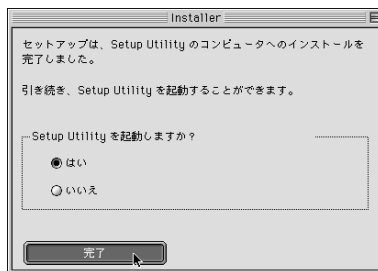 Installer
セットアップは、Setup Utility のコンピュータへのインストールを
完了しました。
引き続き、Setup Utility を起動することができます。
Setup Utility を起動しますか？
はい
いいえ
完了